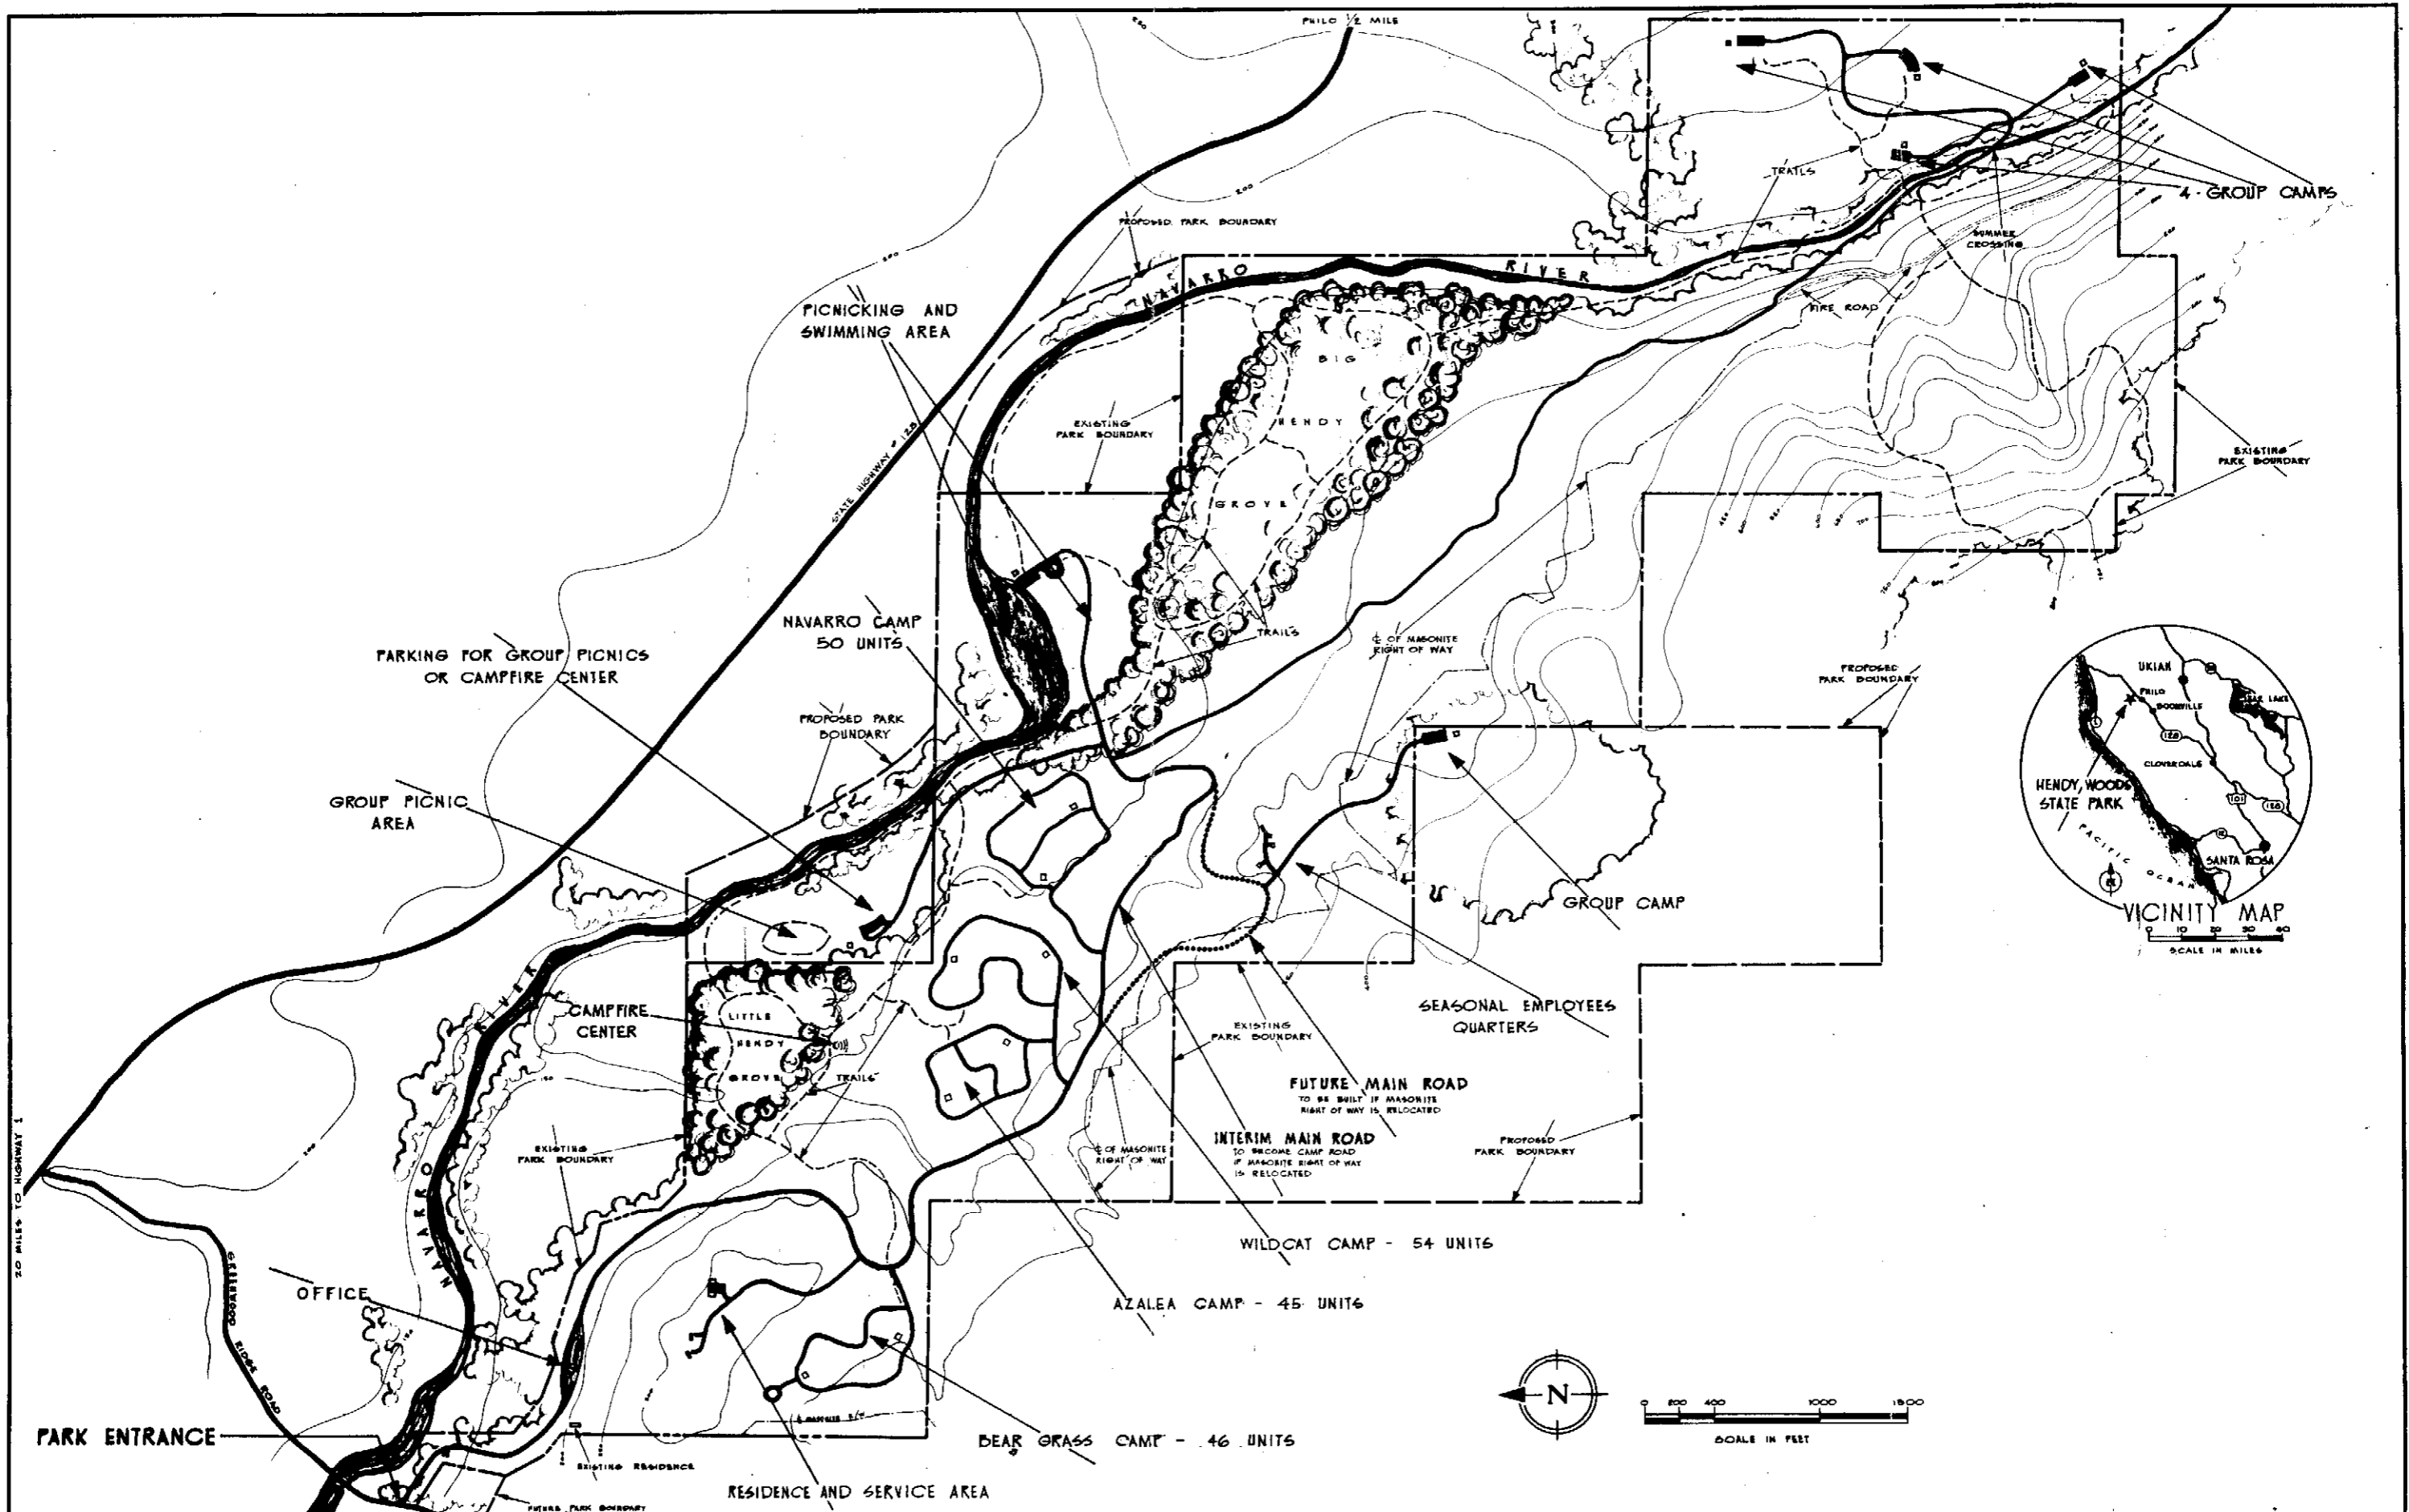 PHILO 1/2 MILE
250
200
TRAILS
4 - GROUP CAMPS
SUMMER
CROSSING
PROPOSED PARK BOUNDARY
NAVARRO
RIVER
FIRE ROAD
PICNICKING AND
SWIMMING AREA
BIG
HENDY
GROVE
EXISTING
PARK BOUNDARY
STATE HIGHWAY # 128
EXISTING
PARK BOUNDARY
NAVARRO CAMP
50 UNITS
TRAILS
℄ OF MASONITE
RIGHT OF WAY
PARKING FOR GROUP PICNICS
OR CAMPFIRE CENTER
PROPOSED
PARK BOUNDARY
PROPOSED PARK
BOUNDARY
UKIAH
PHILO
BOONVILLE
128
CLOVERDALE
HENDY WOODS
STATE PARK
101
128
PACIFIC OCEAN
SANTA ROSA
VICINITY MAP
0 10 20 30 40
SCALE IN MILES
GROUP PICNIC
AREA
GROUP CAMP
RIVER
CAMPFIRE
CENTER
LITTLE
HENDY
GROVE
TRAILS
SEASONAL EMPLOYEES
QUARTERS
EXISTING
PARK BOUNDARY
FUTURE MAIN ROAD
TO BE BUILT IF MASONITE
RIGHT OF WAY IS RELOCATED
INTERIM MAIN ROAD
TO BECOME CAMP ROAD
IF MASONITE RIGHT OF WAY
IS RELOCATED
PROPOSED
PARK BOUNDARY
℄ OF MASONITE
RIGHT OF WAY
EXISTING
PARK BOUNDARY
20 MILES TO HIGHWAY 1
NAVARRO
WILDCAT CAMP - 54 UNITS
AZALEA CAMP - 45 UNITS
GREENWOOD
RIDGE ROAD
OFFICE
N
0 200 400 1000 1500
SCALE IN FEET
PARK ENTRANCE
BEAR GRASS CAMP - 46 UNITS
EXISTING RESIDENCE
RESIDENCE AND SERVICE AREA
FUTURE PARK BOUNDARY